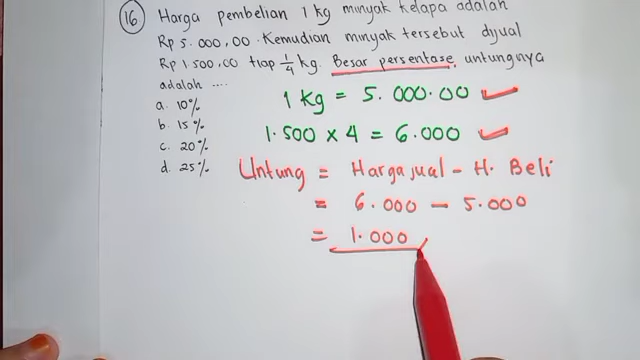 16 Harga pembelian 1 kg minyak kelapa adalah
Rp 5.000,00. Kemudian minyak tersebut dijual
Rp 1.500,00 tiap 1/4 kg. Besar persentase untungnya
adalah ....
a. 10%
b. 15%
c. 20%
d. 25%
1 Kg = 5.000.00
1.500 x 4 = 6.000
Untung = Harga jual - H. Beli
= 6.000 - 5.000
= 1.000